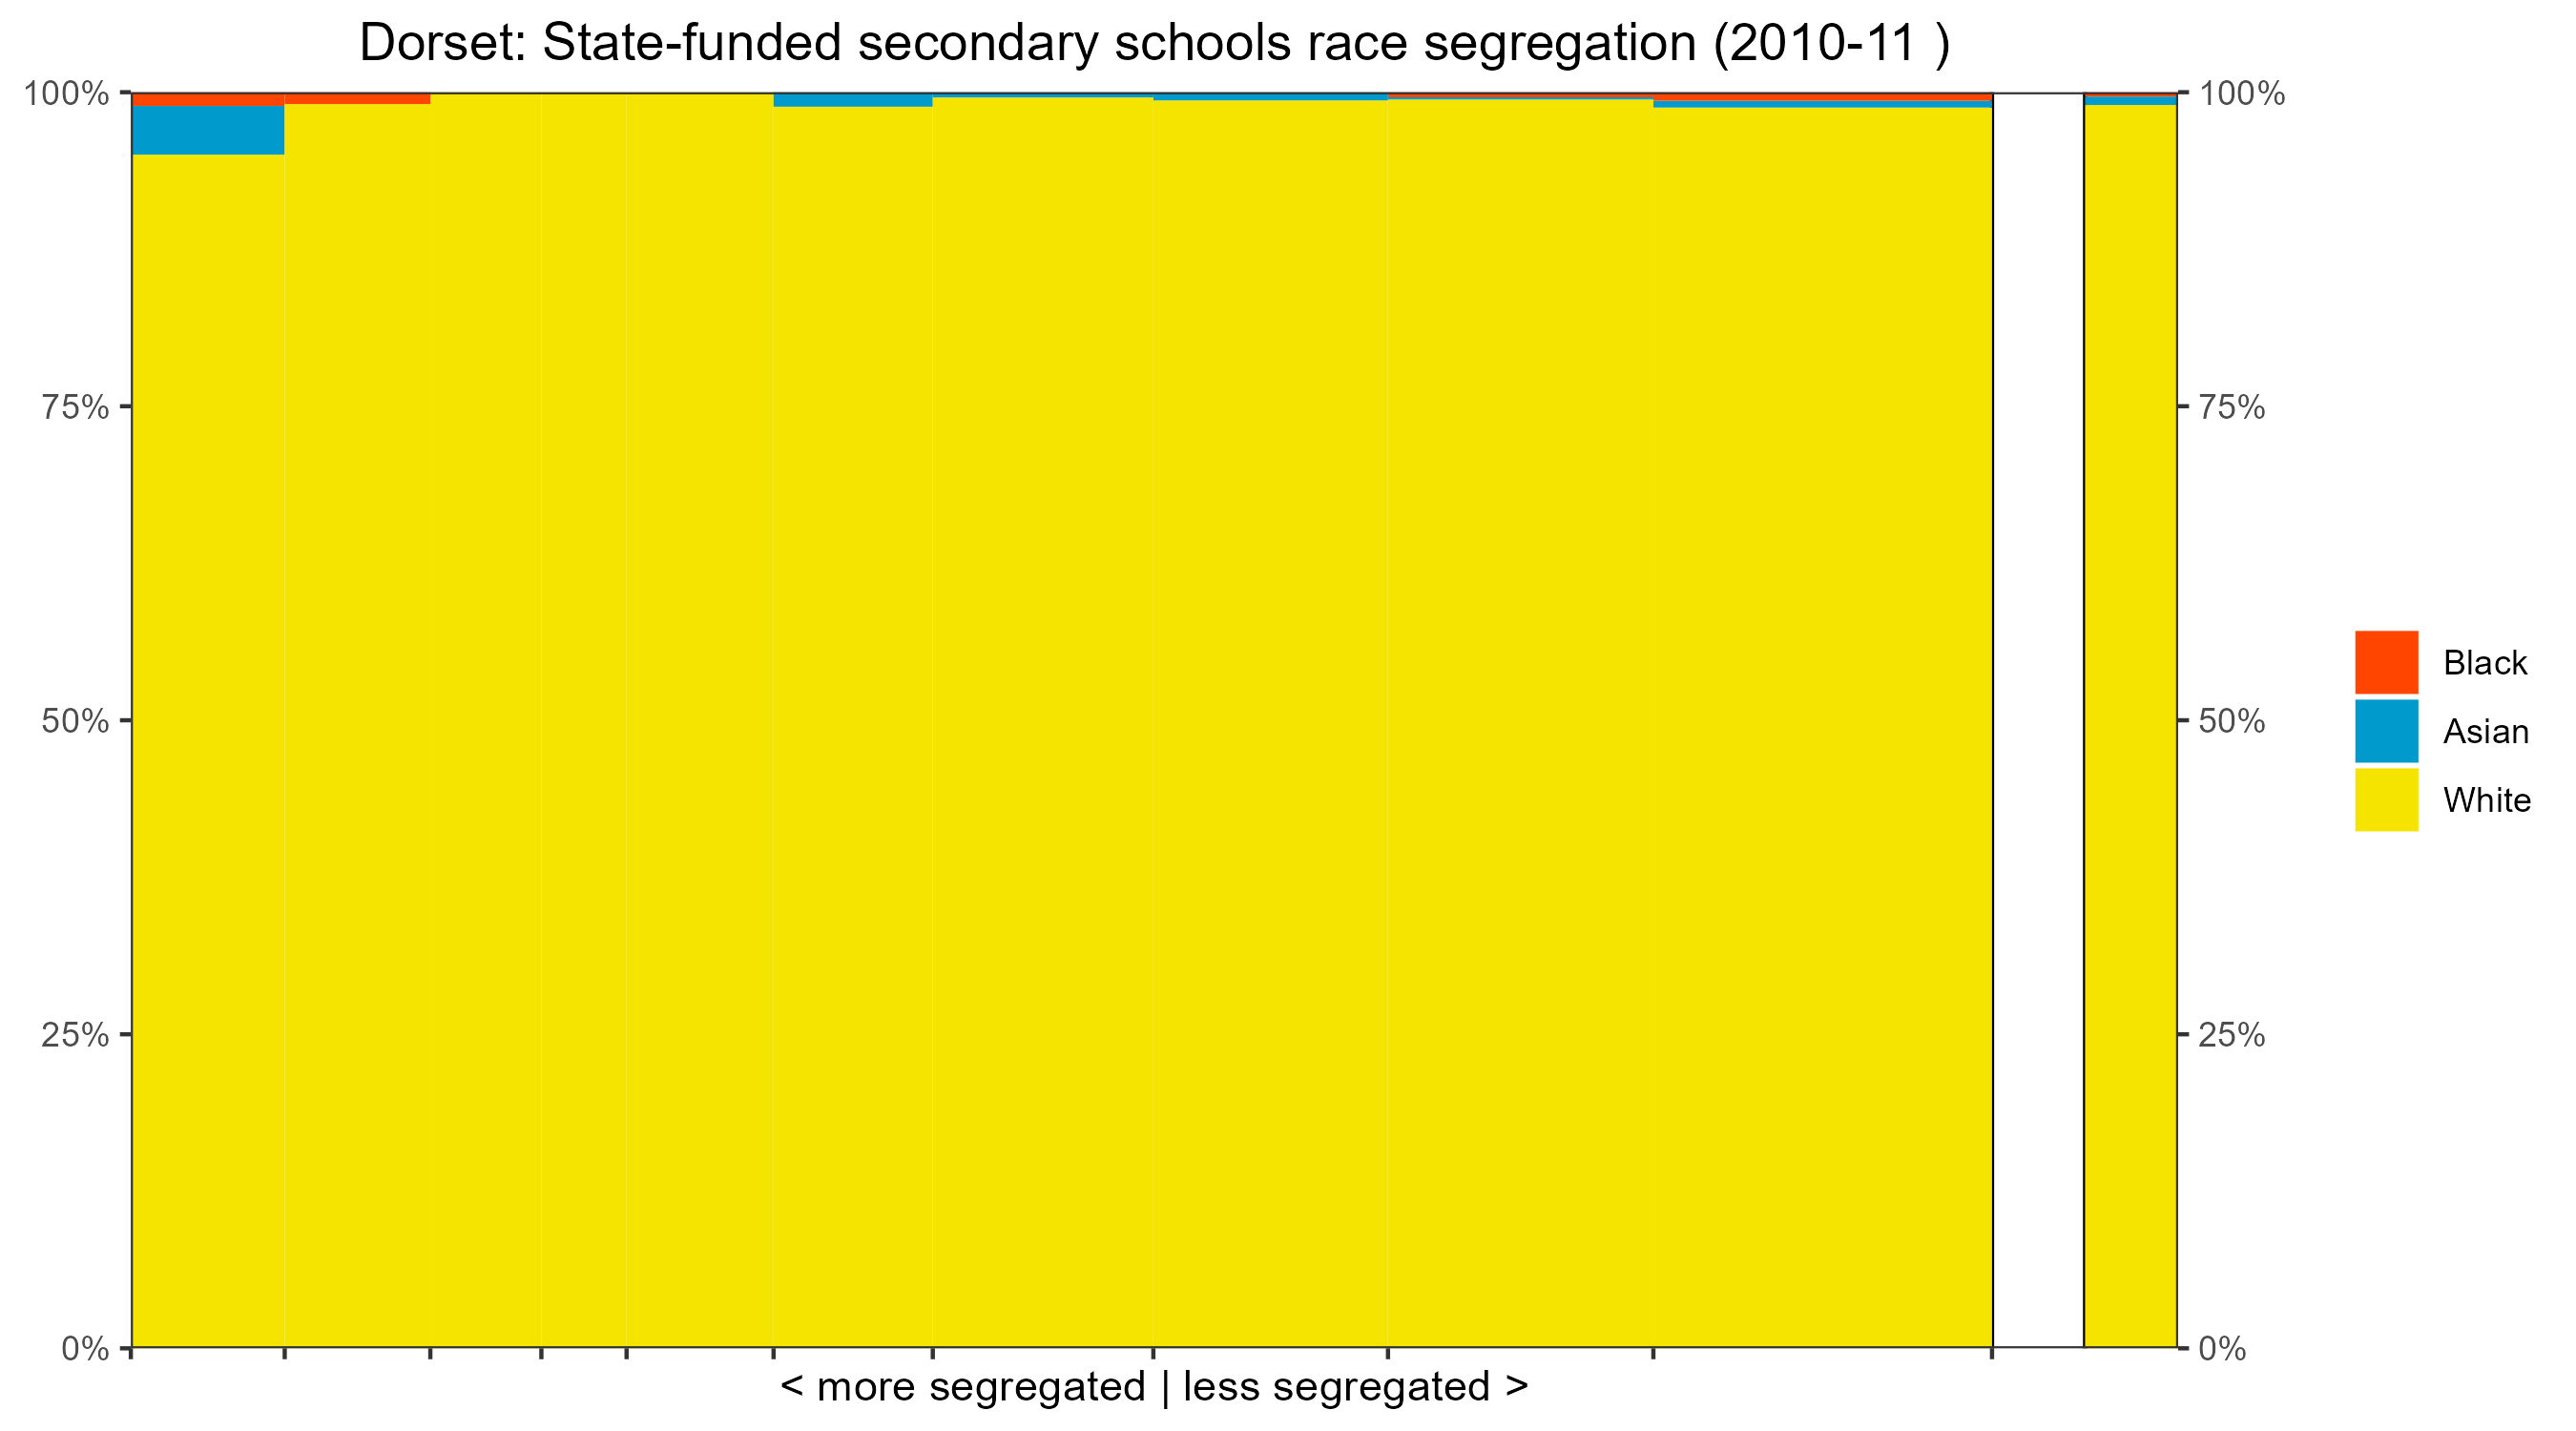 Dorset: State-funded secondary schools race segregation (2010-11 )
100%
75%
50%
25%
0%
100%
75%
50%
25%
0%
Black
Asian
White
< more segregated | less segregated >